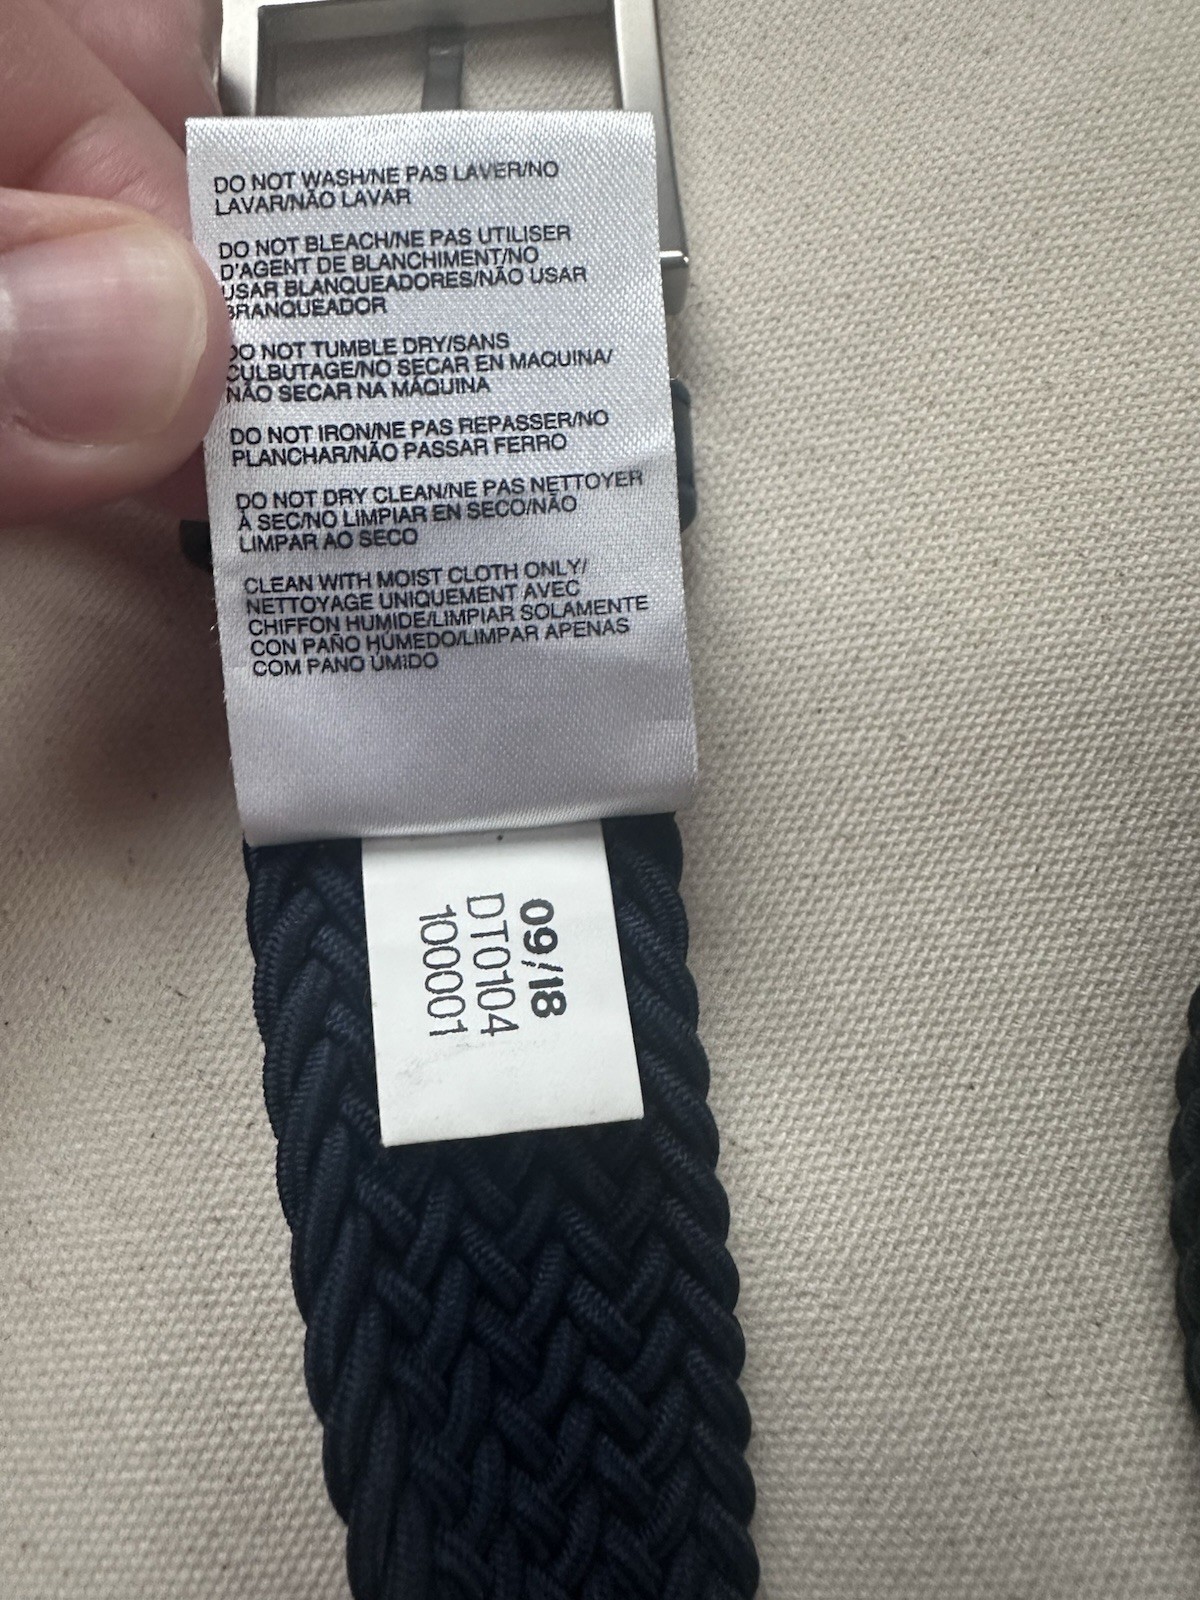 DO NOT WASH/NE PAS LAVER/NO
LAVAR/NÃO LAVAR
DO NOT BLEACH/NE PAS UTILISER
D'AGENT DE BLANCHIMENT/NO
USAR BLANQUEADORES/NÃO USAR
BRANQUEADOR
DO NOT TUMBLE DRY/SANS
CULBUTAGE/NO SECAR EN MAQUINA/
NÃO SECAR NA MÁQUINA
DO NOT IRON/NE PAS REPASSER/NO
PLANCHAR/NÃO PASSAR FERRO
DO NOT DRY CLEAN/NE PAS NETTOYER
À SEC/NO LIMPIAR EN SECO/NÃO
LIMPAR AO SECO
CLEAN WITH MOIST CLOTH ONLY/
NETTOYAGE UNIQUEMENT AVEC
CHIFFON HUMIDE/LIMPIAR SOLAMENTE
CON PAÑO HÚMEDO/LIMPAR APENAS
COM PANO ÚMIDO
09/18
DT0104
100001